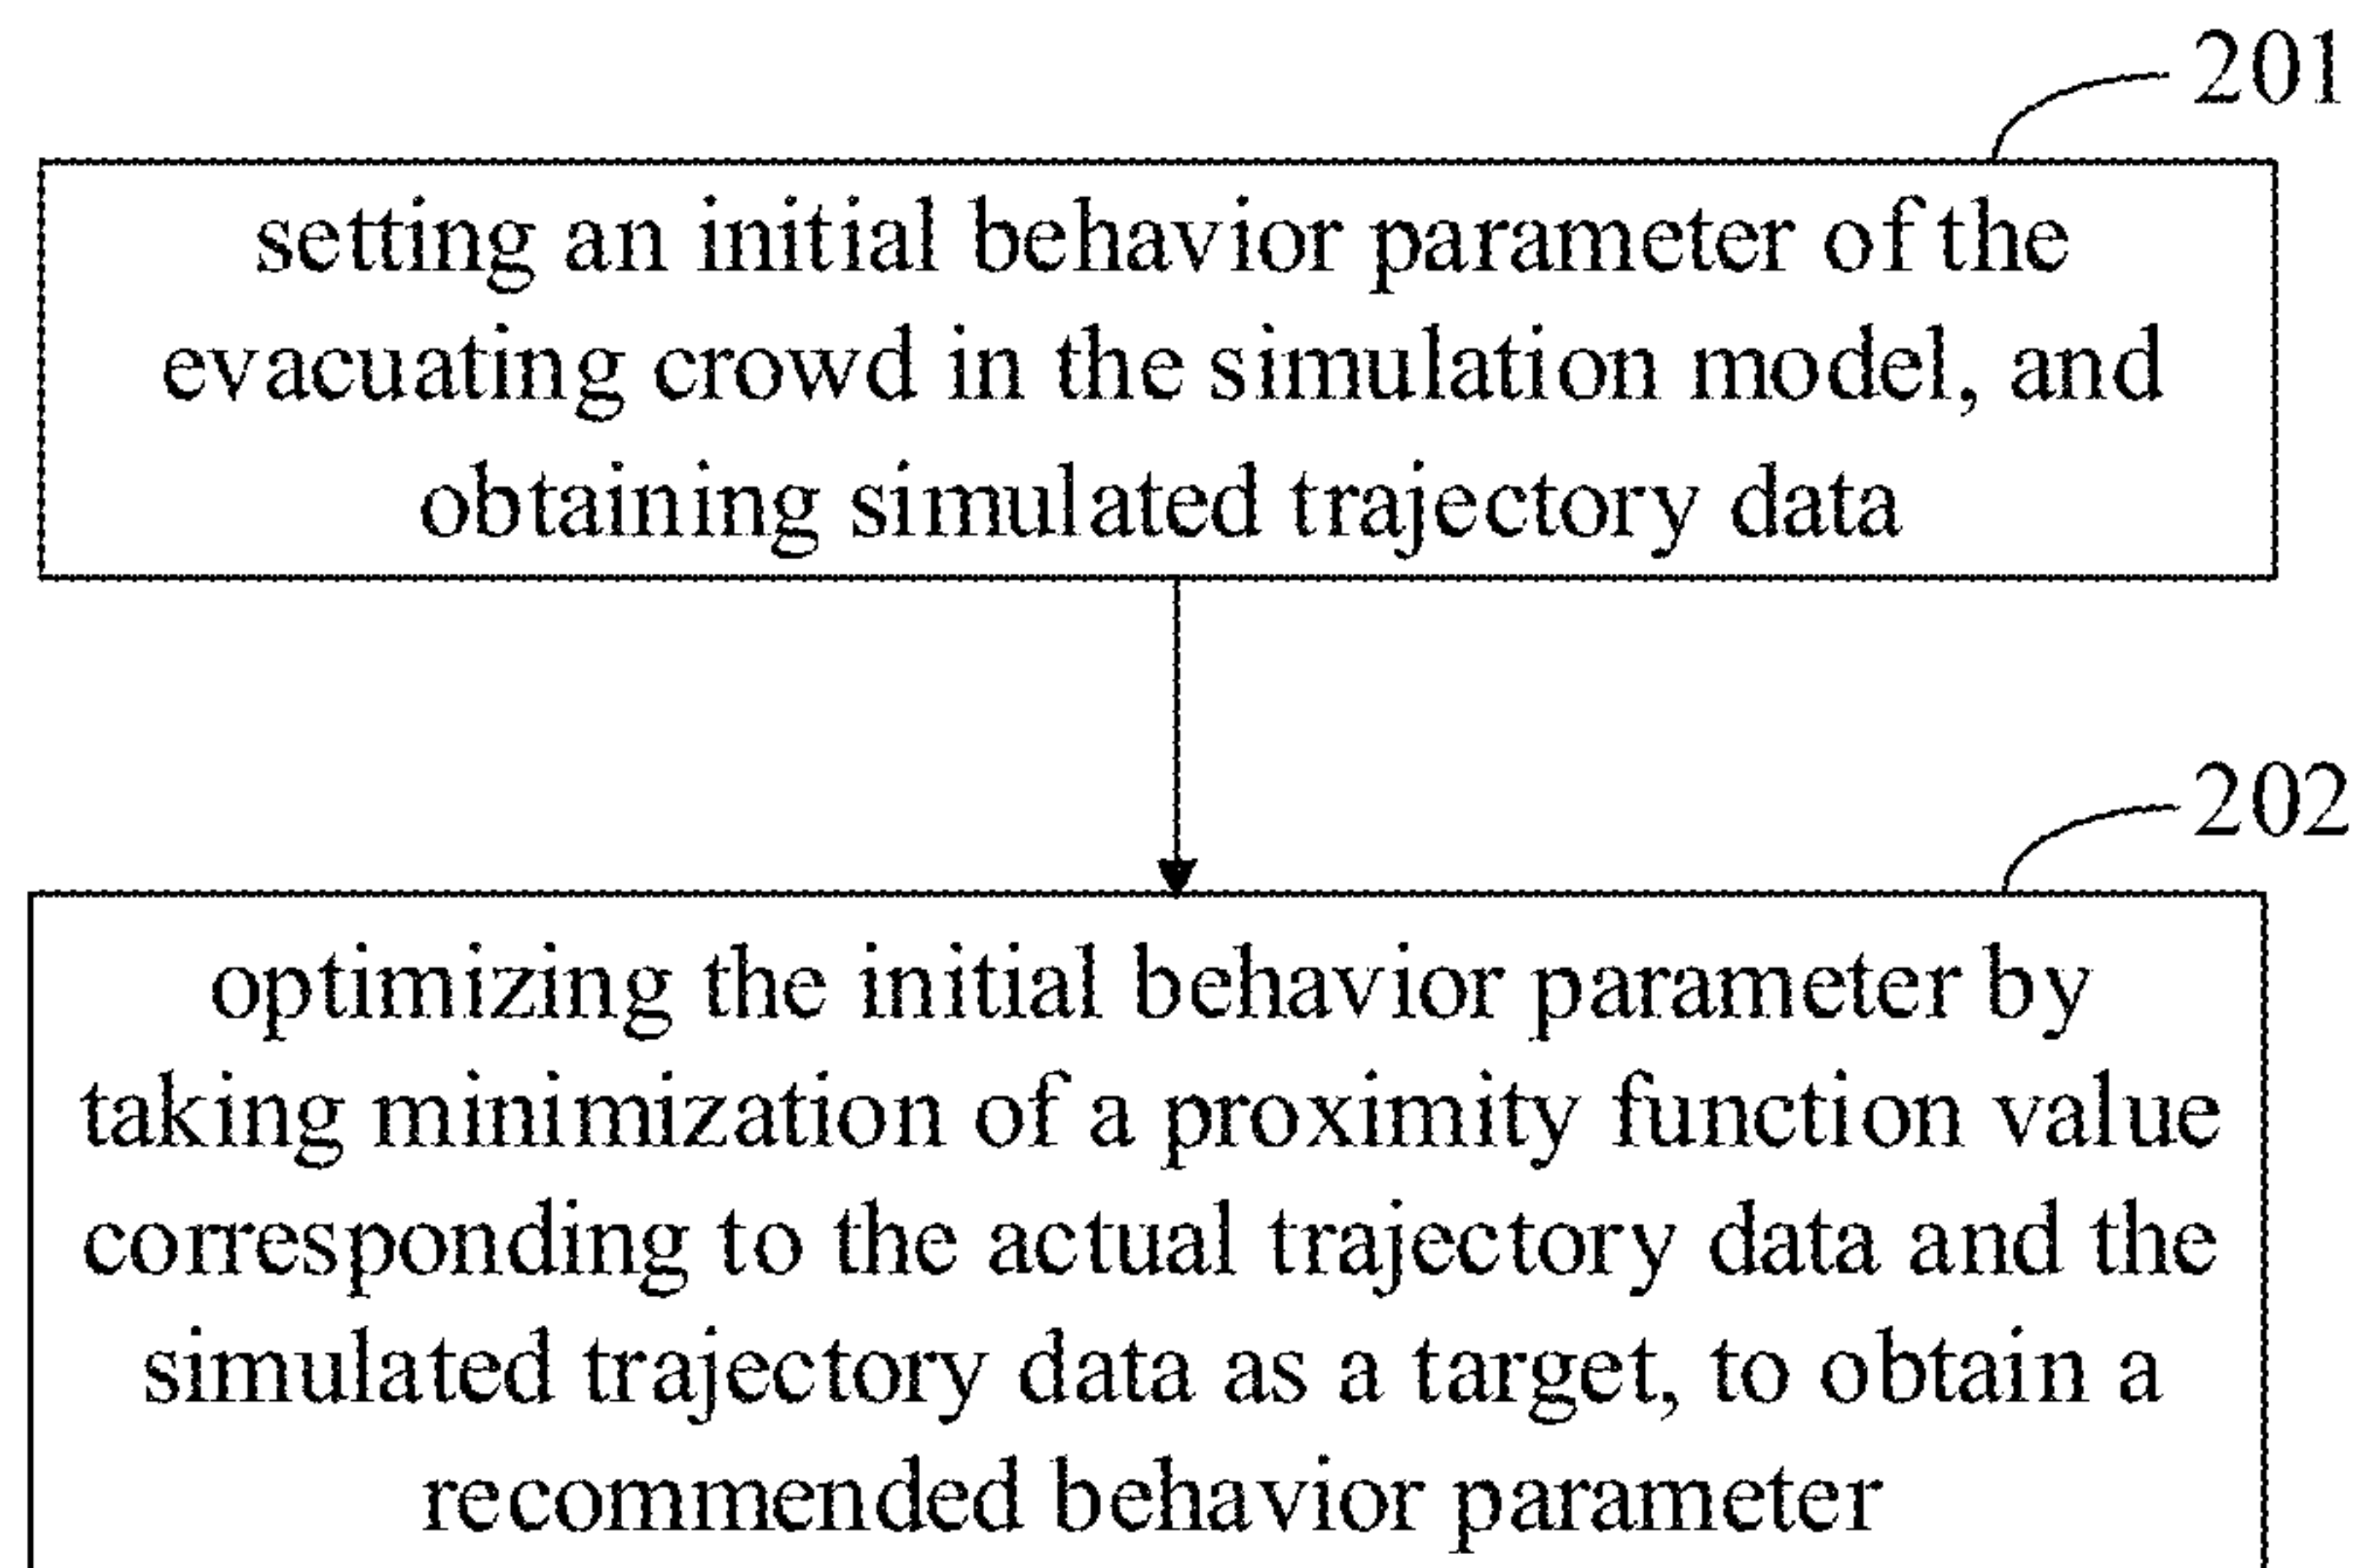 201
setting an initial behavior parameter of the
evacuating crowd in the simulation model, and
obtaining simulated trajectory data
202
optimizing the initial behavior parameter by
taking minimization of a proximity function value
corresponding to the actual trajectory data and the
simulated trajectory data as a target, to obtain a
recommended behavior parameter